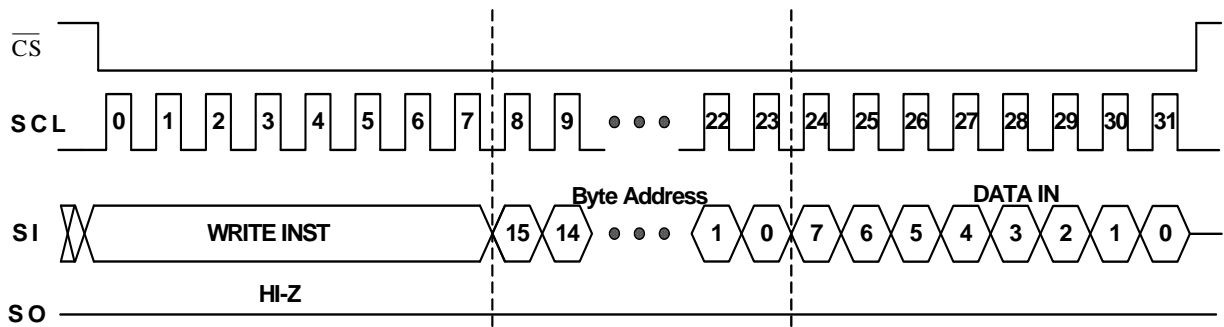 CS
SCL 0 1 2 3 4 5 6 7 8 9 22 23 24 25 26 27 28 29 30 31
Byte Address DATA IN
SI WRITE INST 15 14 1 0 7 6 5 4 3 2 1 0
HI-Z
SO